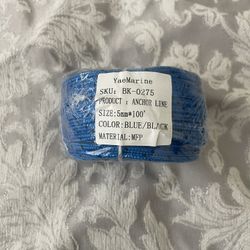 YaeMarine
SKU: BK-0275
PRODUCT : ANCHOR LINE
SIZE:5mm*100'
COLOR:BLUE/BLACK
MATERIAL:MFP